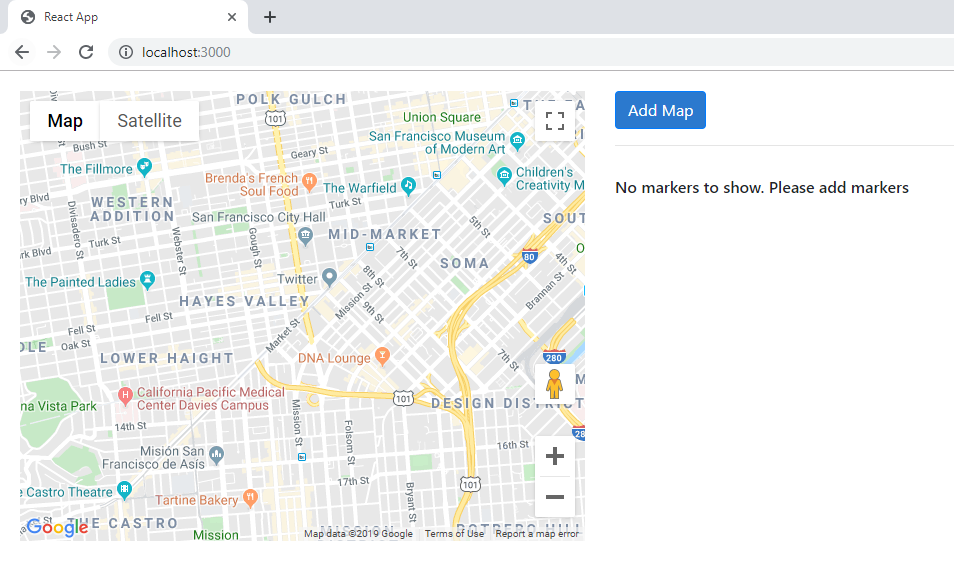 React App
localhost:3000
Map
Satellite
Add Map
No markers to show. Please add markers
POLK GULCH
101
Union Square
San Francisco Museum
of Modern Art
Bush St
Geary St
The Fillmore
Brenda's French
Soul Food
The Warfield
Children's
Creativity M
Turk St
WESTERN
ADDITION
Divisadero St
San Francisco City Hall
5th St
SOUT
Turk St
Webster St
Gough St
MID-MARKET
7th St
80
4th St
SOMA
The Painted Ladies
Twitter
8th St
Mission St
9th St
Brannan St
HAYES VALLEY
Fell St
Fell St
Oak St
Market St
LOWER HAIGHT
DNA Lounge
7th St
280
California Pacific Medical
Center Davies Campus
101
DESIGN DISTRICT
na Vista Park
14th St
Mission St
Folsom St
16th St
Misión San
Francisco de Asís
17th St
Bryant St
101
e Castro Theatre
Tartine Bakery
THE CASTRO
Google
Mission
MISSION
POTRERO HILL
Map data ©2019 Google
Terms of Use
Report a map error